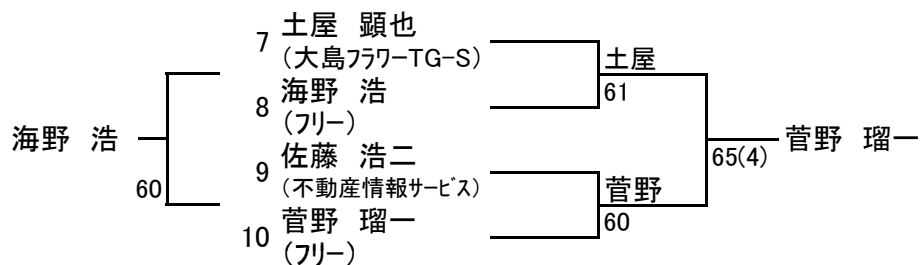 7 土屋 顕也
(大島フラワーTG-S)
土屋
61
8 海野 浩
(フリー)
海野 浩
60
菅野 瑠一
65(4)
9 佐藤 浩二
(不動産情報サービス)
菅野
60
10 菅野 瑠一
(フリー)